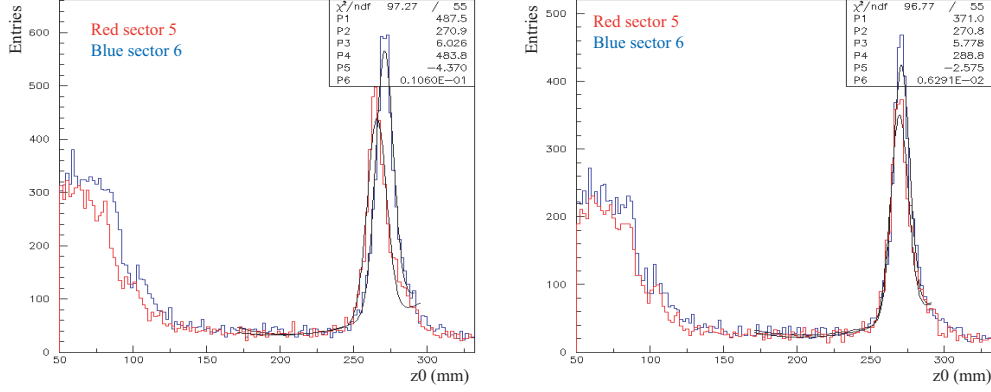 χ²/ndf 97.27 / 55
P1 487.5
P2 270.9
P3 6.026
P4 483.8
P5 −4.370
P6 0.1060E−01
Red sector 5
Blue sector 6
Entries
600
500
400
300
200
100
0
50
100
150
200
250
300
z0 (mm)
χ²/ndf 96.77 / 55
P1 371.0
P2 270.8
P3 5.778
P4 288.8
P5 −2.575
P6 0.6291E−02
Red sector 5
Blue sector 6
Entries
500
400
300
200
100
0
50
100
150
200
250
300
z0 (mm)